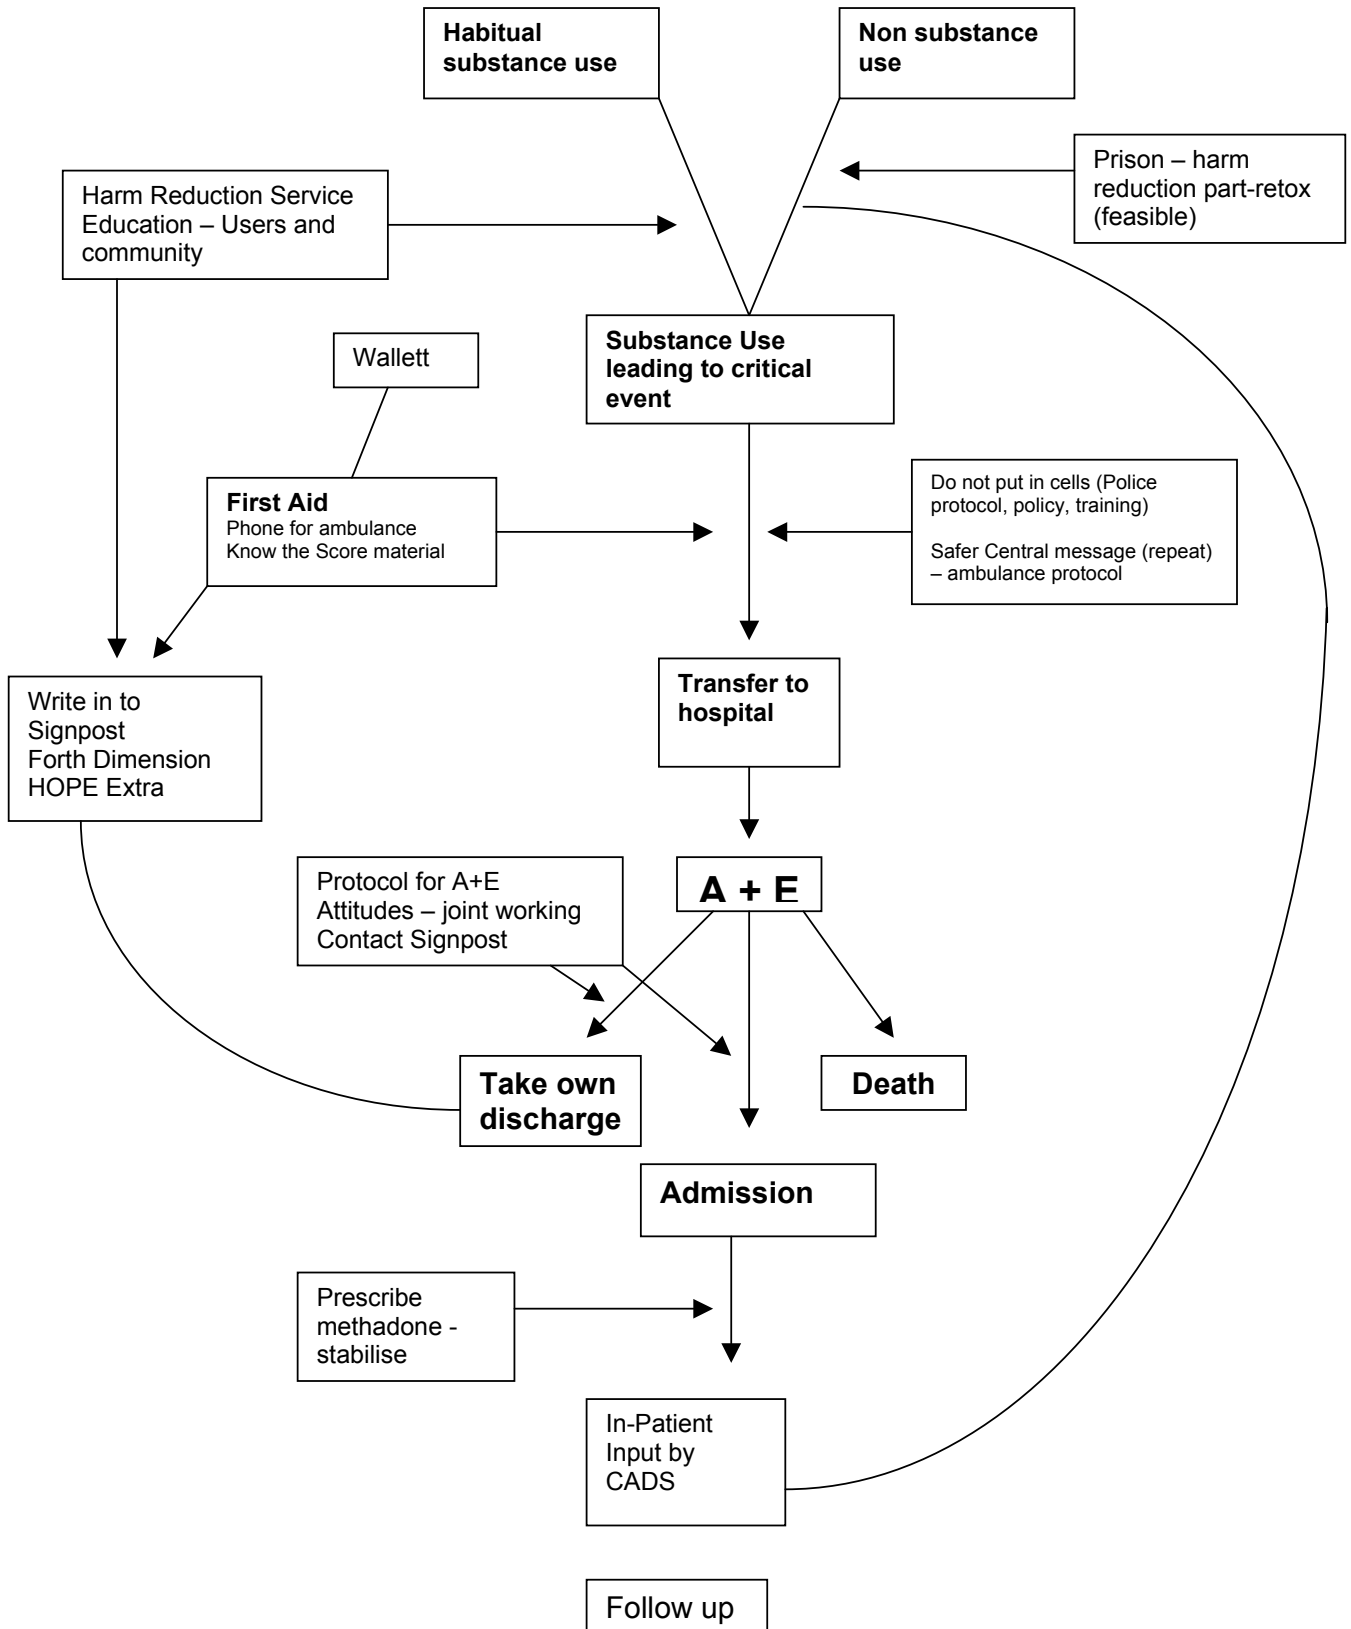 Habitual
substance use
Non substance
use
Prison – harm
reduction part-retox
(feasible)
Harm Reduction Service
Education – Users and
community
Substance Use
leading to critical
event
Wallett
First Aid
Phone for ambulance
Know the Score material
Do not put in cells (Police
protocol, policy, training)
Safer Central message (repeat)
– ambulance protocol
Write in to
Signpost
Forth Dimension
HOPE Extra
Transfer to
hospital
Protocol for A+E
Attitudes – joint working
Contact Signpost
A + E
Take own
discharge
Death
Admission
Prescribe
methadone -
stabilise
In-Patient
Input by
CADS
Follow up